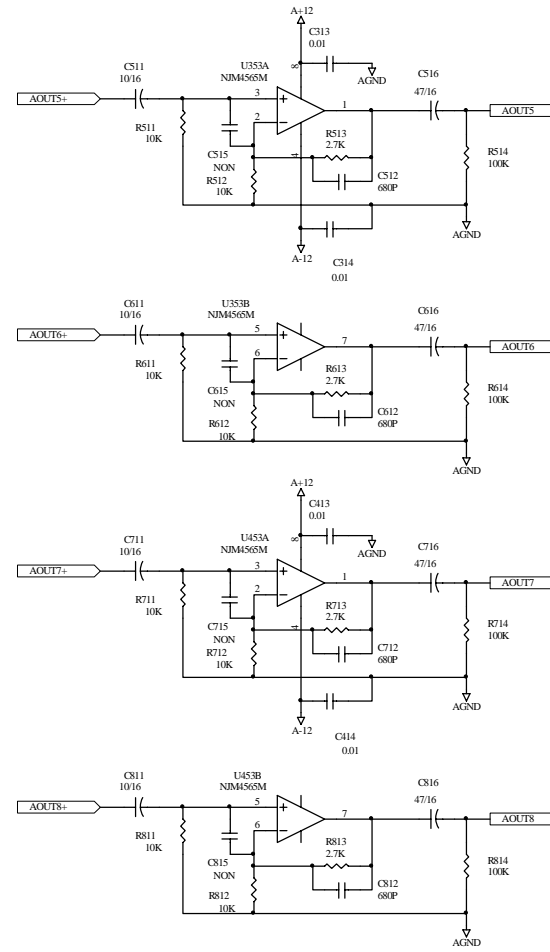 A+12
C313
0.01
C511
10/16
U353A
NJM4565M
8
AGND
C516
47/16
AOUT5+
3
2
1
AOUT5
R511
10K
C515
NON
R512
10K
4
R513
2.7K
C512
680P
R514
100K
AGND
A-12
C314
0.01
C611
10/16
U353B
NJM4565M
C616
47/16
AOUT6+
5
6
7
AOUT6
R611
10K
C615
NON
R612
10K
R613
2.7K
C612
680P
R614
100K
AGND
A+12
C413
0.01
C711
10/16
U453A
NJM4565M
8
AGND
C716
47/16
AOUT7+
3
2
1
AOUT7
R711
10K
C715
NON
R712
10K
4
R713
2.7K
C712
680P
R714
100K
AGND
A-12
C414
0.01
C811
10/16
U453B
NJM4565M
C816
47/16
AOUT8+
5
6
7
AOUT8
R811
10K
C815
NON
R812
10K
R813
2.7K
C812
680P
R814
100K
AGND